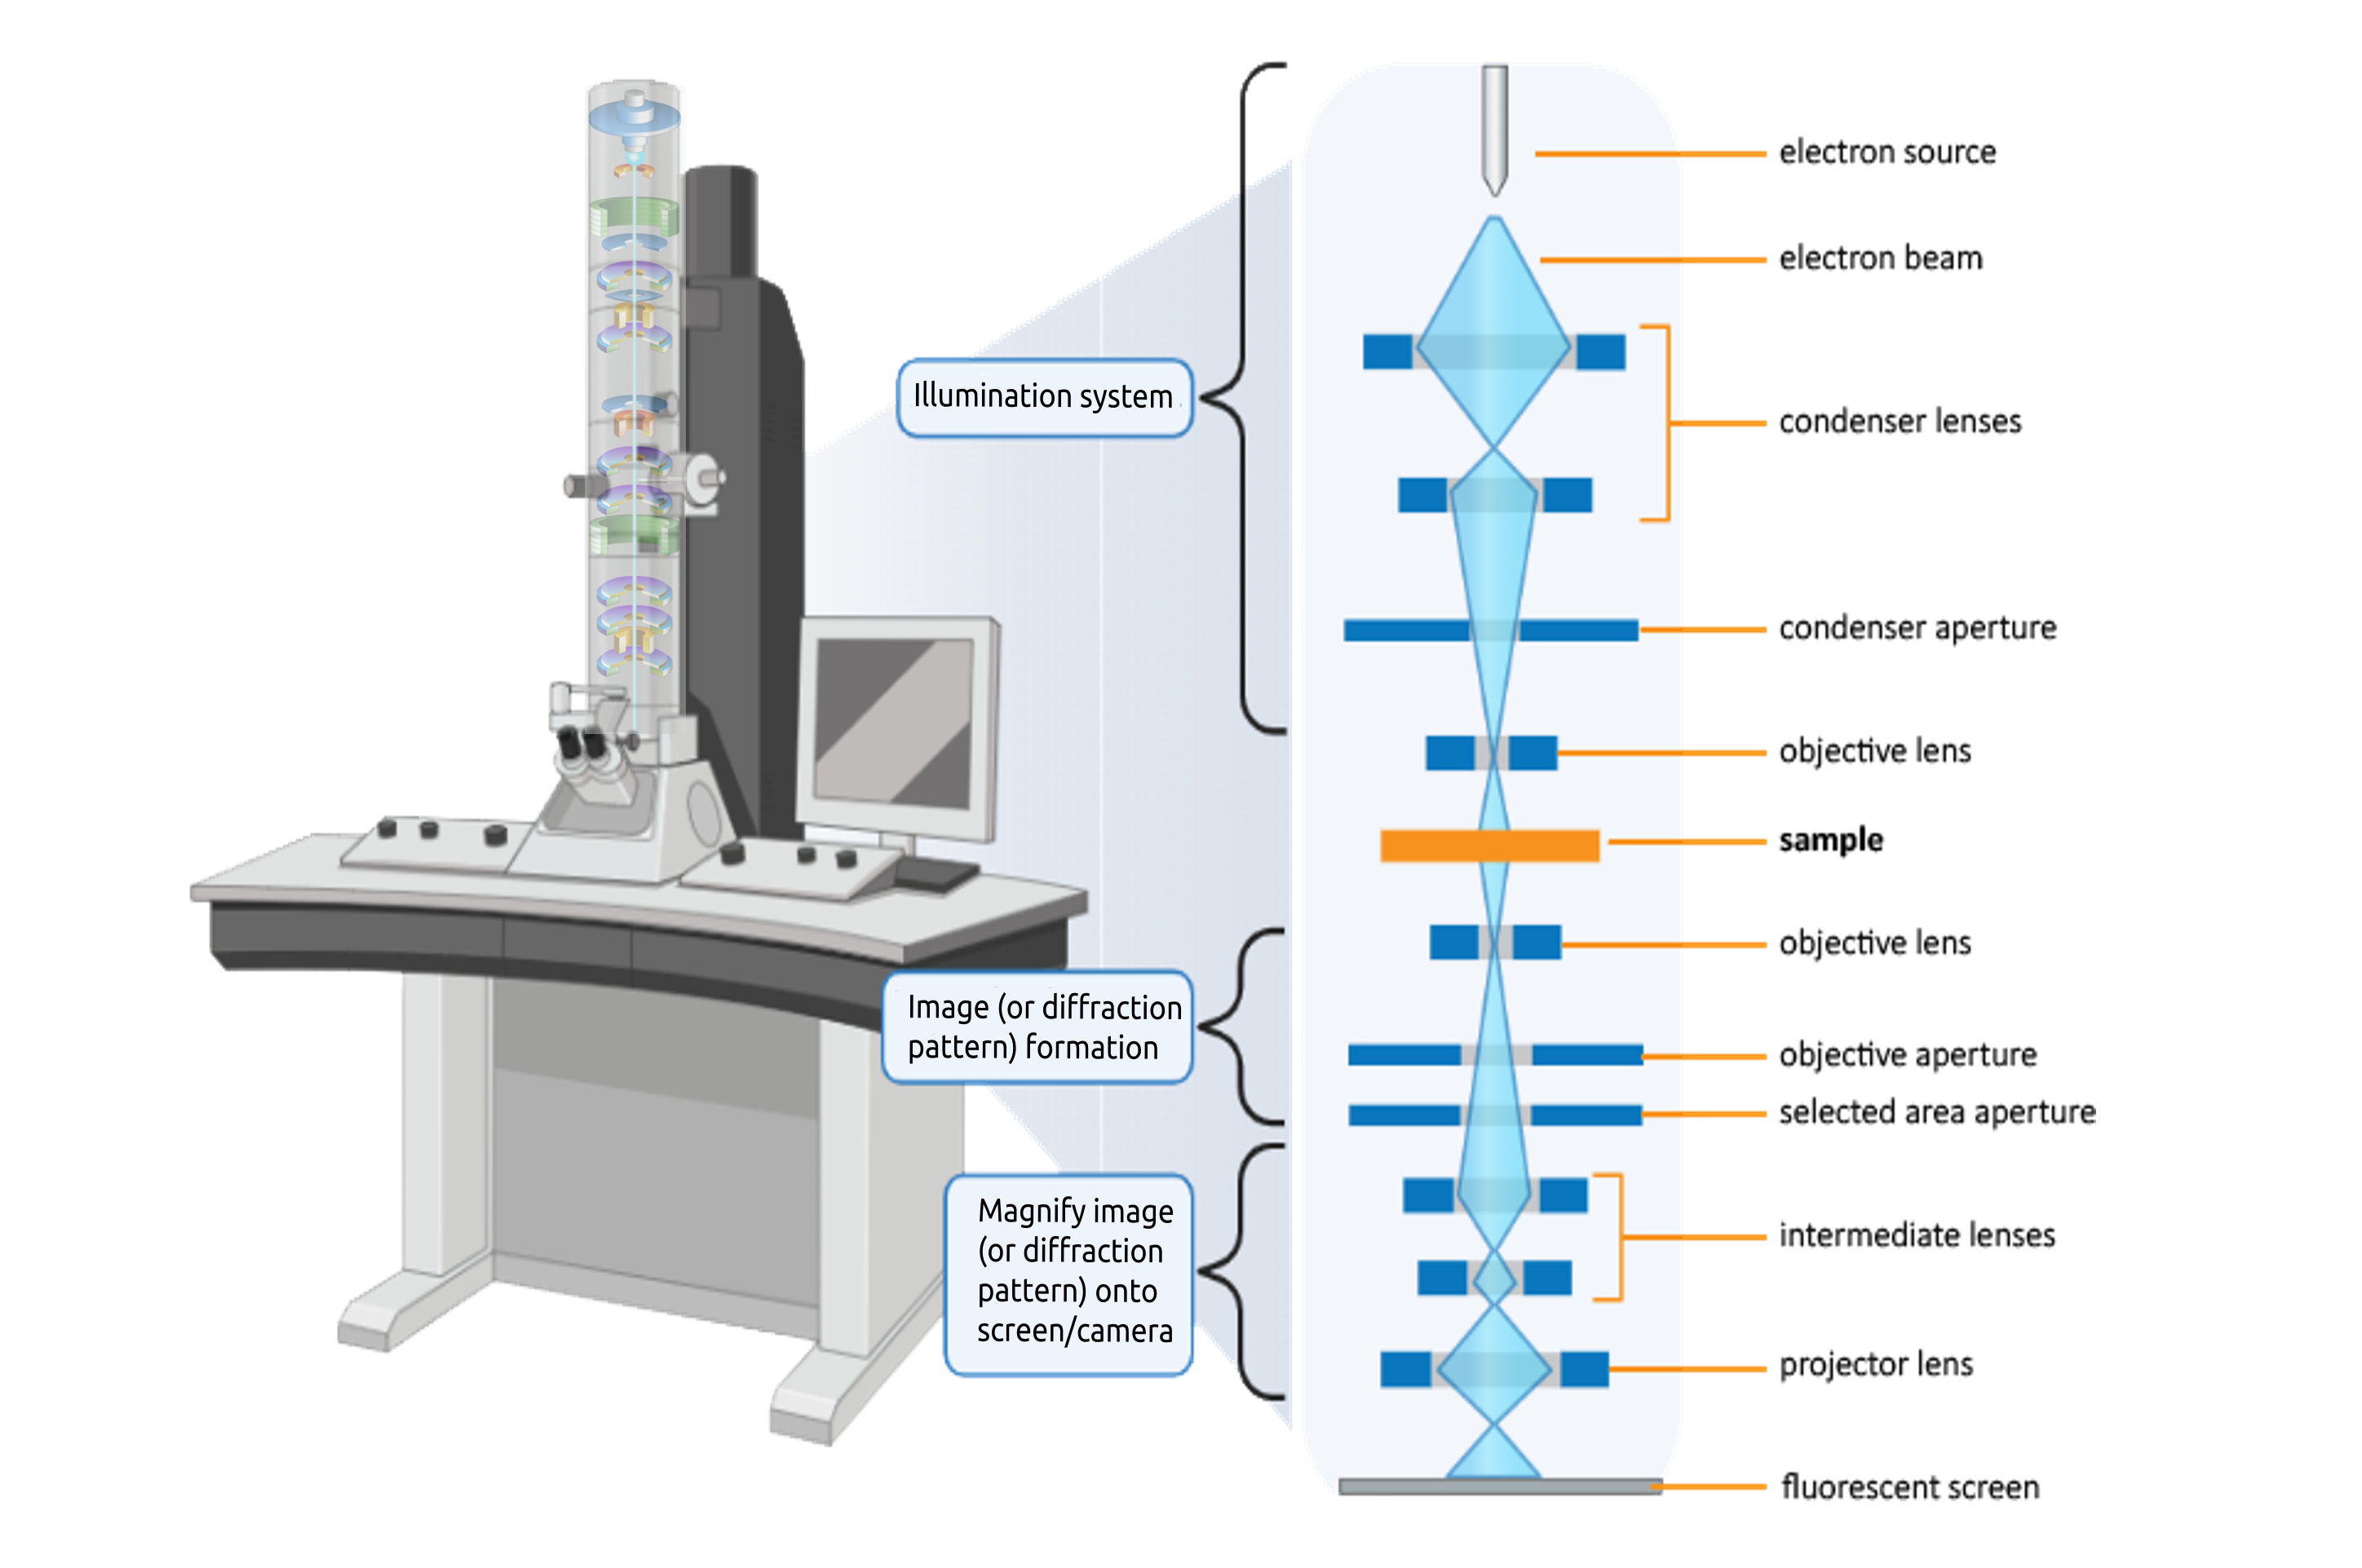 electron source
electron beam
condenser lenses
Illumination system
condenser aperture
objective lens
sample
objective lens
Image (or diffraction
pattern) formation
objective aperture
selected area aperture
Magnify image
(or diffraction
pattern) onto
screen/camera
intermediate lenses
projector lens
fluorescent screen